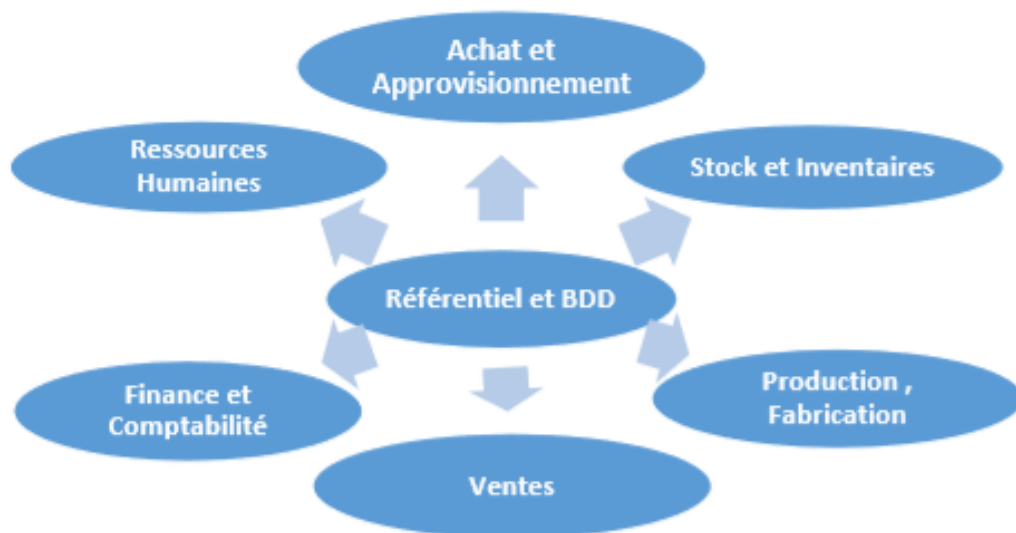 Achat et
Approvisionnement
Ressources
Humaines
Stock et Inventaires
Référentiel et BDD
Finance et
Comptabilité
Production ,
Fabrication
Ventes